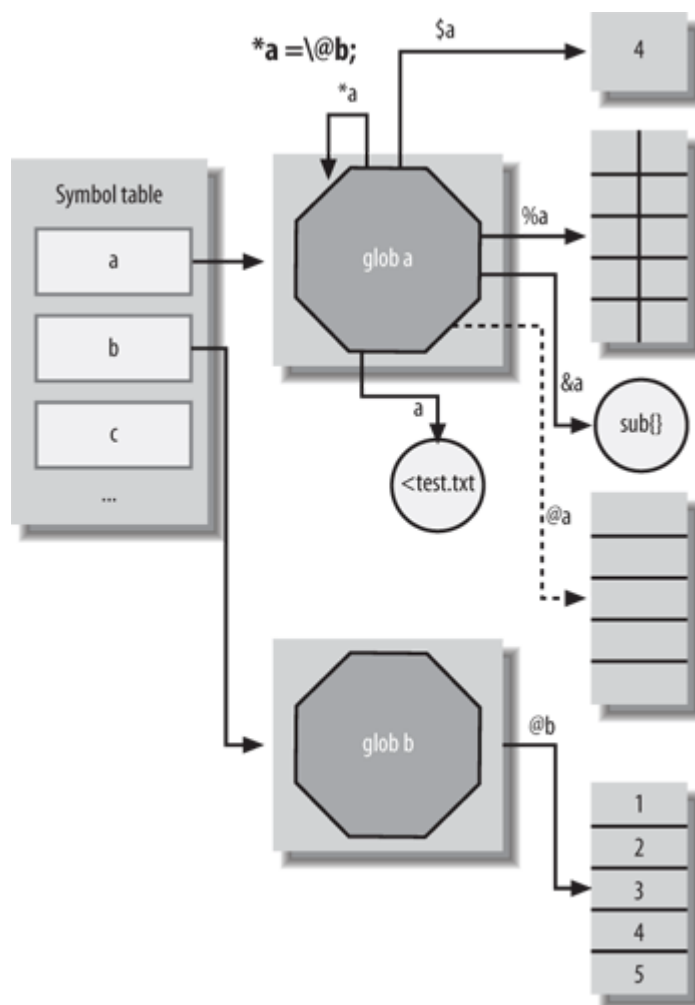 $a
*a =\@b;
4
*a
Symbol table
%a
a
glob a
b
&a
a
sub{}
c
<test.txt
...
@a
@b
glob b
1
2
3
4
5